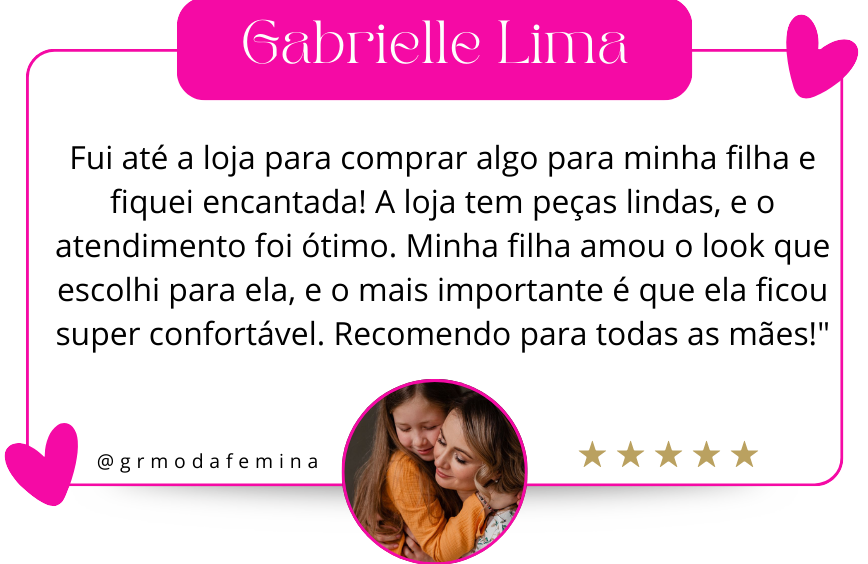 Gabrielle Lima
Fui até a loja para comprar algo para minha filha e
fiquei encantada! A loja tem peças lindas, e o
atendimento foi ótimo. Minha filha amou o look que
escolhi para ela, e o mais importante é que ela ficou
super confortável. Recomendo para todas as mães!"
@grmodafemina